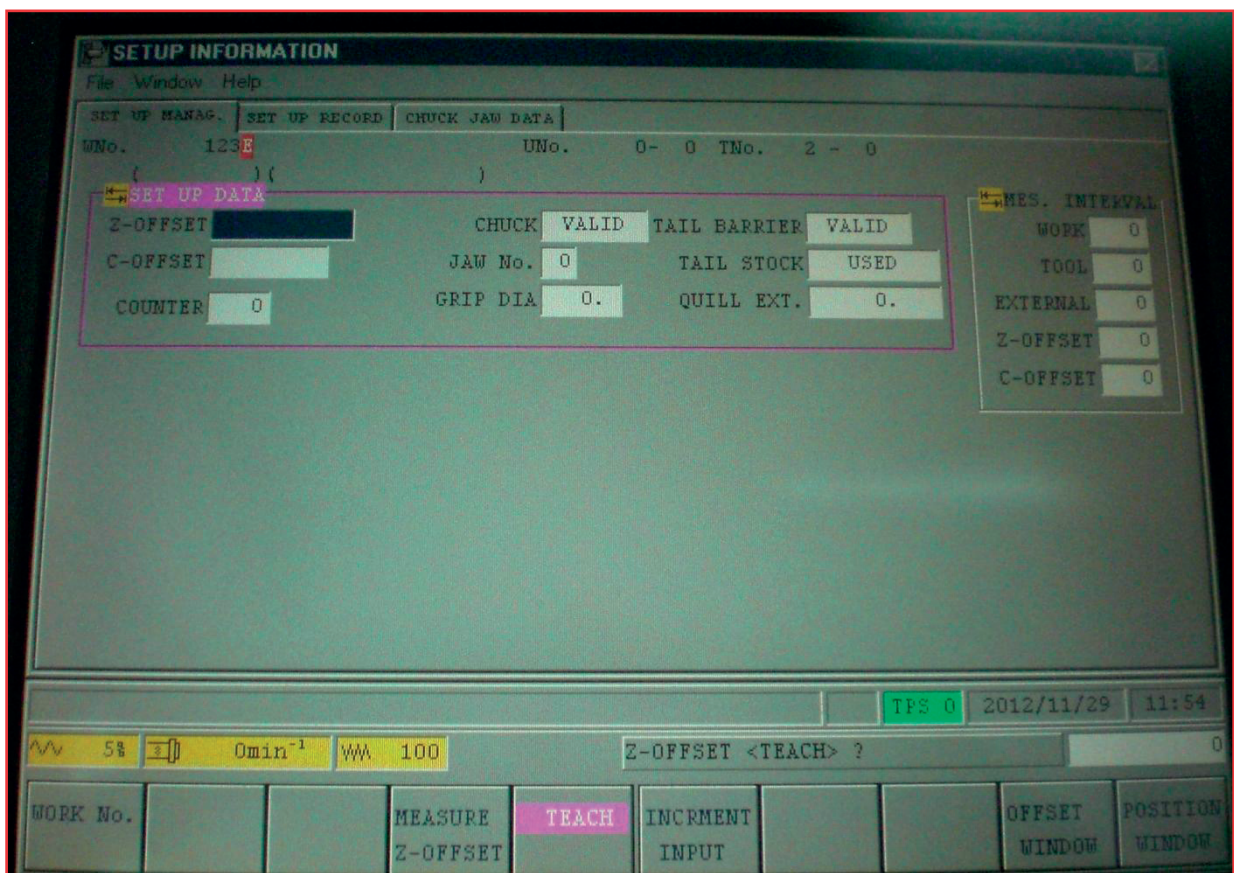 SETUP INFORMATION
File Window Help
SET UP MANAG. SET UP RECORD CHUCK JAW DATA
WNo. 123E UNo. 0- 0 TNo. 2 - 0
( )( )
SET UP DATA MES. INTERVAL
Z-OFFSET CHUCK VALID TAIL BARRIER VALID WORK 0
C-OFFSET JAW No. 0 TAIL STOCK USED TOOL 0
COUNTER 0 GRIP DIA 0. QUILL EXT. 0. EXTERNAL 0
Z-OFFSET 0
C-OFFSET 0
TPS 0 2012/11/29 11:54
5% 0min⁻¹ 100 Z-OFFSET <TEACH> ? 0
WORK No. MEASURE TEACH INCRMENT OFFSET POSITION
Z-OFFSET INPUT WINDOW WINDOW